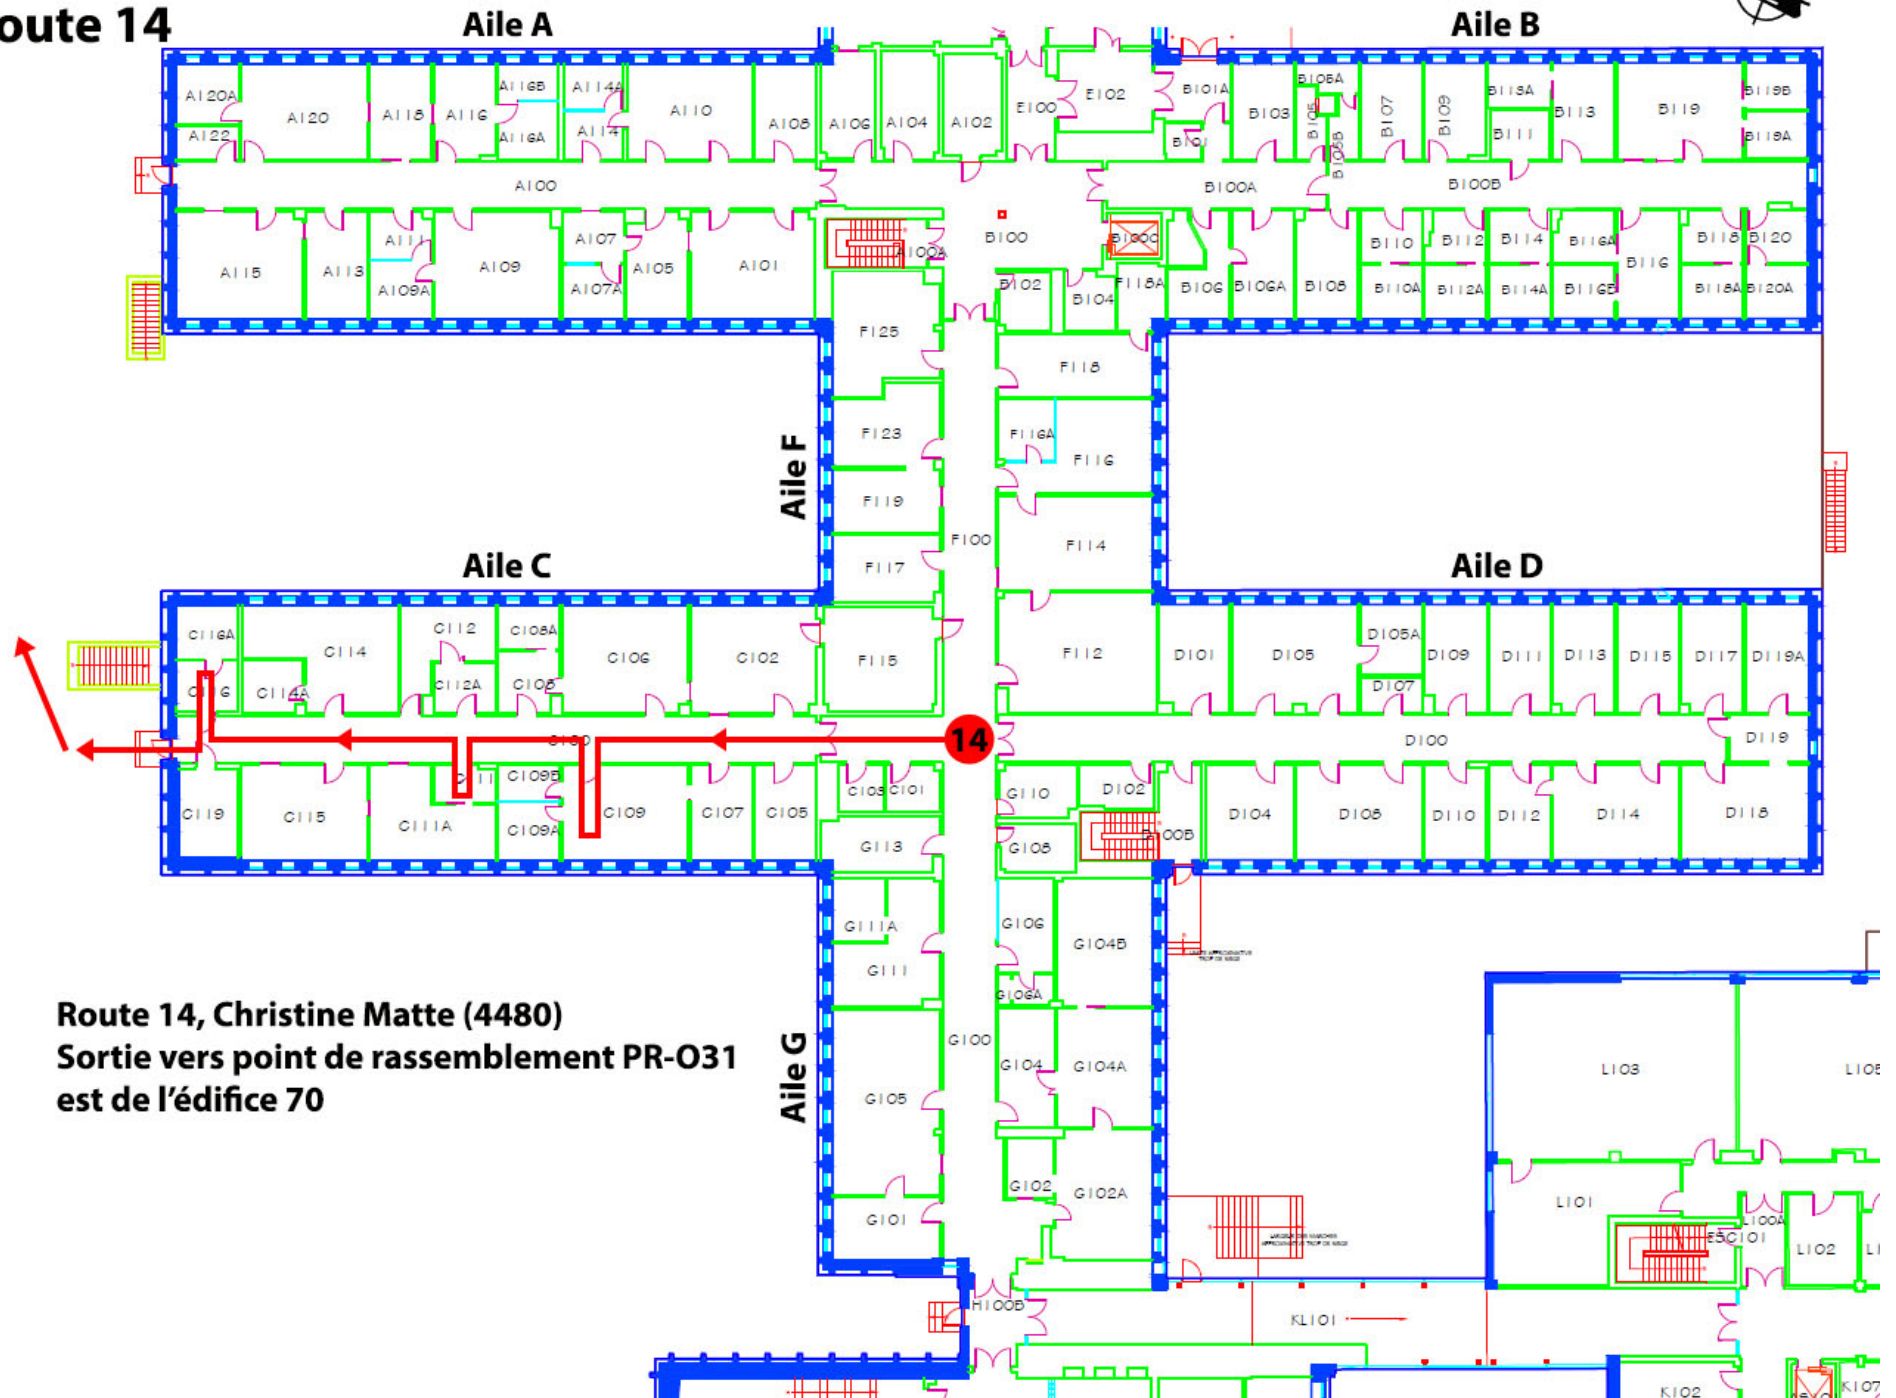 oute 14
Aile A
Aile B
A120A
A120
A118
A116
A116B
A116A
A114A
A114
A110
A108
A106
A104
A102
E100
E102
B101A
B101
B103
B105A
B105
B105B
B107
B109
B113A
B111
B113
B119
B119B
B119A
A122
A100
B100A
B100B
A115
A113
A111
A109A
A109
A107
A107A
A105
A101
A100A
B100
B100C
B102
B104
F118A
B106
B106A
B108
B110
B110A
B112
B112A
B114
B114A
B116A
B116B
B116
B118
B118A
B120
B120A
F125
F118
Aile F
F123
F116A
F116
F119
F100
F114
F117
Aile C
Aile D
C116A
C116
C114
C114A
C112
C112A
C108A
C108
C106
C102
F115
F112
D101
D105
D105A
D107
D109
D111
D113
D115
D117
D119A
C100
14
D100
D119
C119
C115
C111A
C109B
C109A
C109
C107
C105
C103
C101
G110
D102
D104
D108
D110
D112
D114
D118
G113
G108
D100B
G111A
G111
G106
G104B
G106A
Route 14, Christine Matte (4480)
Sortie vers point de rassemblement PR-O31
est de l’édifice 70
Aile G
G100
G105
G104
G104A
G102
G102A
G101
L103
L105
L101
L100A
ESC101
L102
H100B
KL101
K102
K107